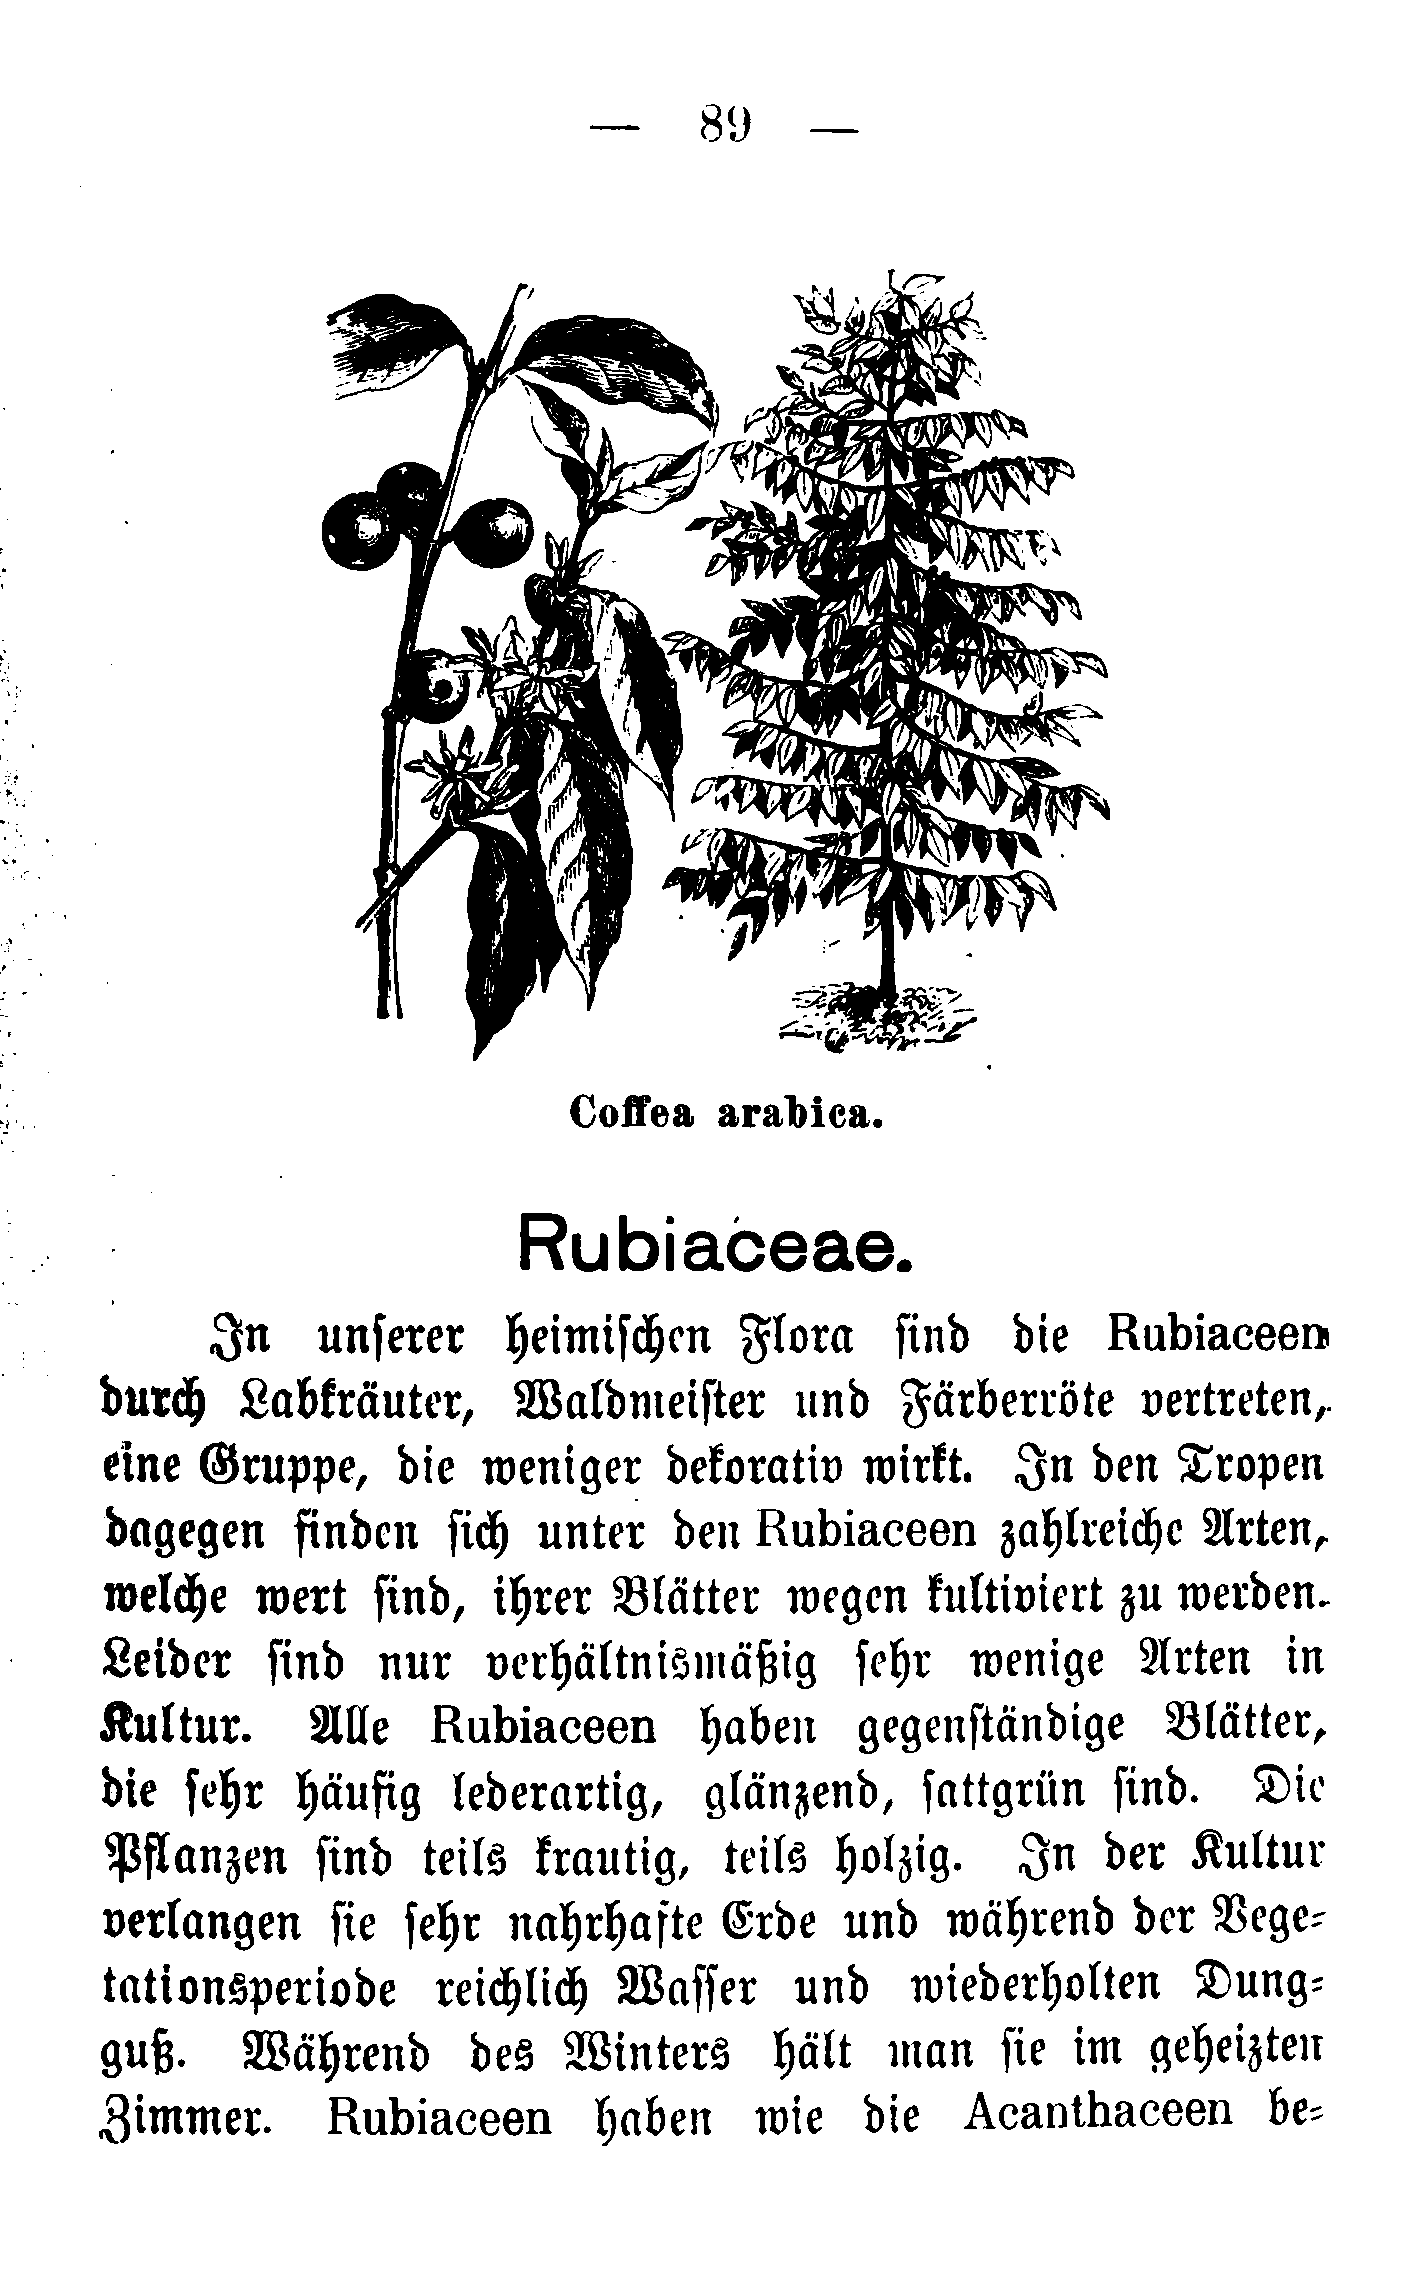 — 89 —
Coffea arabica.
Rubiaceae.
In unserer heimischen Flora sind die Rubiaceen
durch Labkräuter, Waldmeister und Färberröte vertreten,
eine Gruppe, die weniger dekorativ wirkt. In den Tropen
dagegen finden sich unter den Rubiaceen zahlreiche Arten,
welche wert sind, ihrer Blätter wegen kultiviert zu werden.
Leider sind nur verhältnismäßig sehr wenige Arten in
Kultur. Alle Rubiaceen haben gegenständige Blätter,
die sehr häufig lederartig, glänzend, sattgrün sind. Die
Pflanzen sind teils krautig, teils holzig. In der Kultur
verlangen sie sehr nahrhafte Erde und während der Vege-
tationsperiode reichlich Wasser und wiederholten Dung-
guß. Während des Winters hält man sie im geheizten
Zimmer. Rubiaceen haben wie die Acanthaceen be-